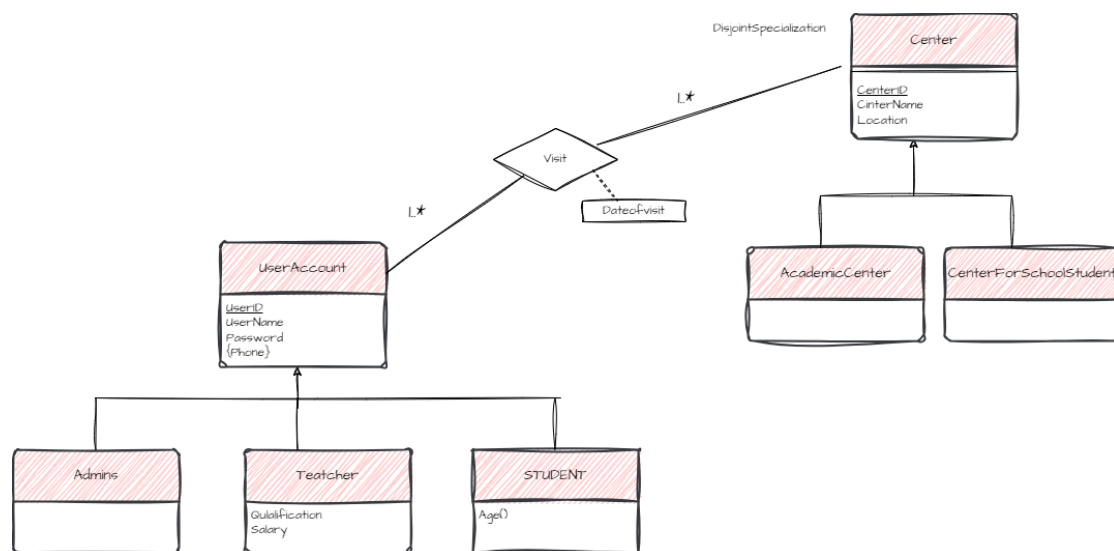 DisjointSpecialization
Center
CenterID
CinterName
Location
1..*
Visit
Dateofvisit
1..*
UserAccount
UserID
UserName
Password
{Phone}
AcademicCenter
CenterForSchoolStudent
Admins
Teatcher
Qulalification
Salary
STUDENT
Age()